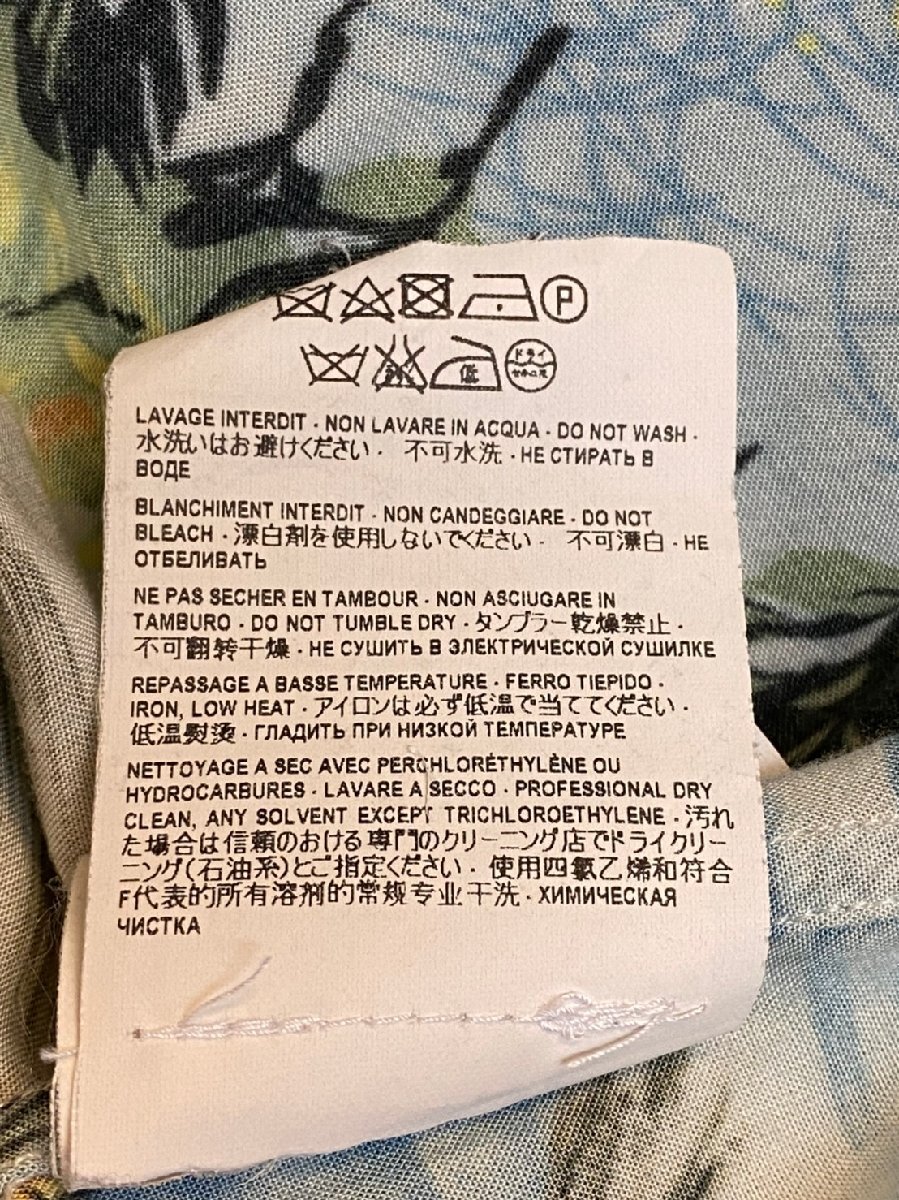 P
低
ドライ
LAVAGE INTERDIT · NON LAVARE IN ACQUA · DO NOT WASH ·
水洗いはお避けください · 不可水洗 · НЕ СТИРАТЬ В
ВОДЕ
BLANCHIMENT INTERDIT · NON CANDEGGIARE · DO NOT
BLEACH · 漂白剤を使用しないでください · 不可漂白 · НЕ
ОТБЕЛИВАТЬ
NE PAS SECHER EN TAMBOUR · NON ASCIUGARE IN
TAMBURO · DO NOT TUMBLE DRY · タンブラー乾燥禁止 ·
不可翻转干燥 · НЕ СУШИТЬ В ЭЛЕКТРИЧЕСКОЙ СУШИЛКЕ
REPASSAGE A BASSE TEMPERATURE · FERRO TIEPIDO ·
IRON, LOW HEAT · アイロンは必ず低温で当ててください ·
低温熨烫 · ГЛАДИТЬ ПРИ НИЗКОЙ ТЕМПЕРАТУРЕ
NETTOYAGE A SEC AVEC PERCHLORÉTHYLÈNE OU
HYDROCARBURES · LAVARE A SECCO · PROFESSIONAL DRY
CLEAN, ANY SOLVENT EXCEPT TRICHLOROETHYLENE · 汚れ
た場合は信頼のおける専門のクリーニング店でドライクリー
ニング(石油系)とご指定ください · 使用四氯乙烯和符合
F代表的所有溶剂的常规专业干洗 · ХИМИЧЕСКАЯ
ЧИСТКА